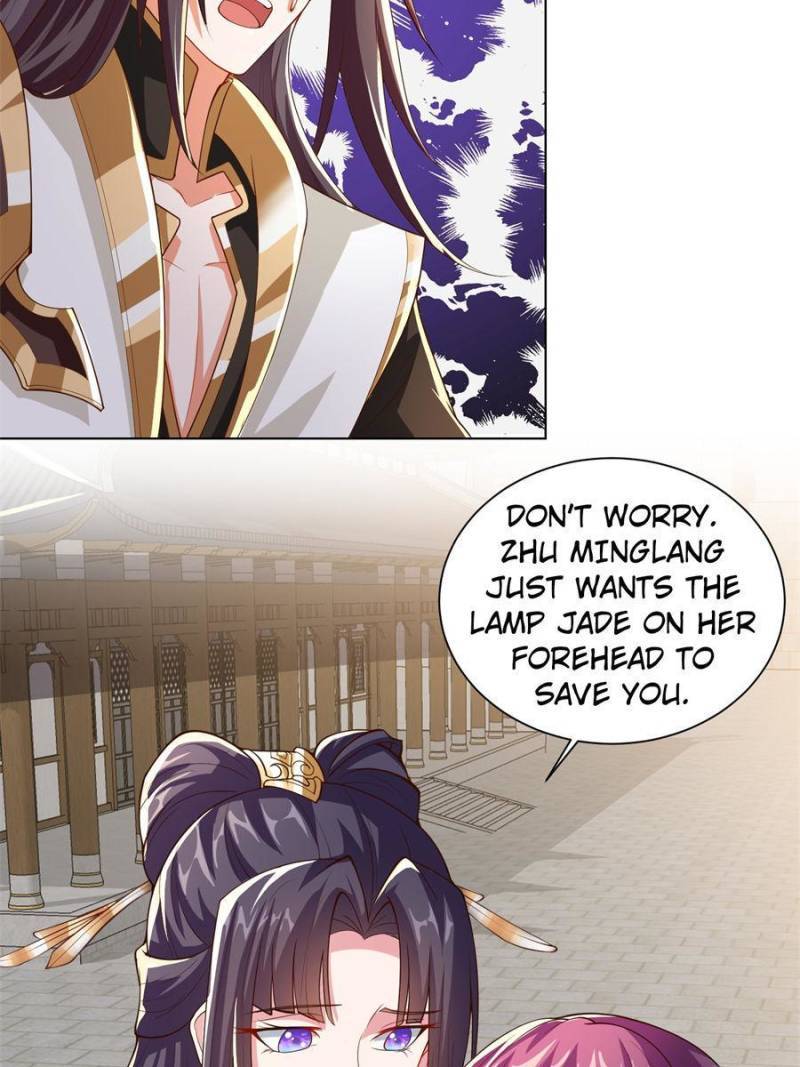 DON'T WORRY.
ZHU MINGLANG
JUST WANTS THE
LAMP JADE ON HER
FOREHEAD TO
SAVE YOU.